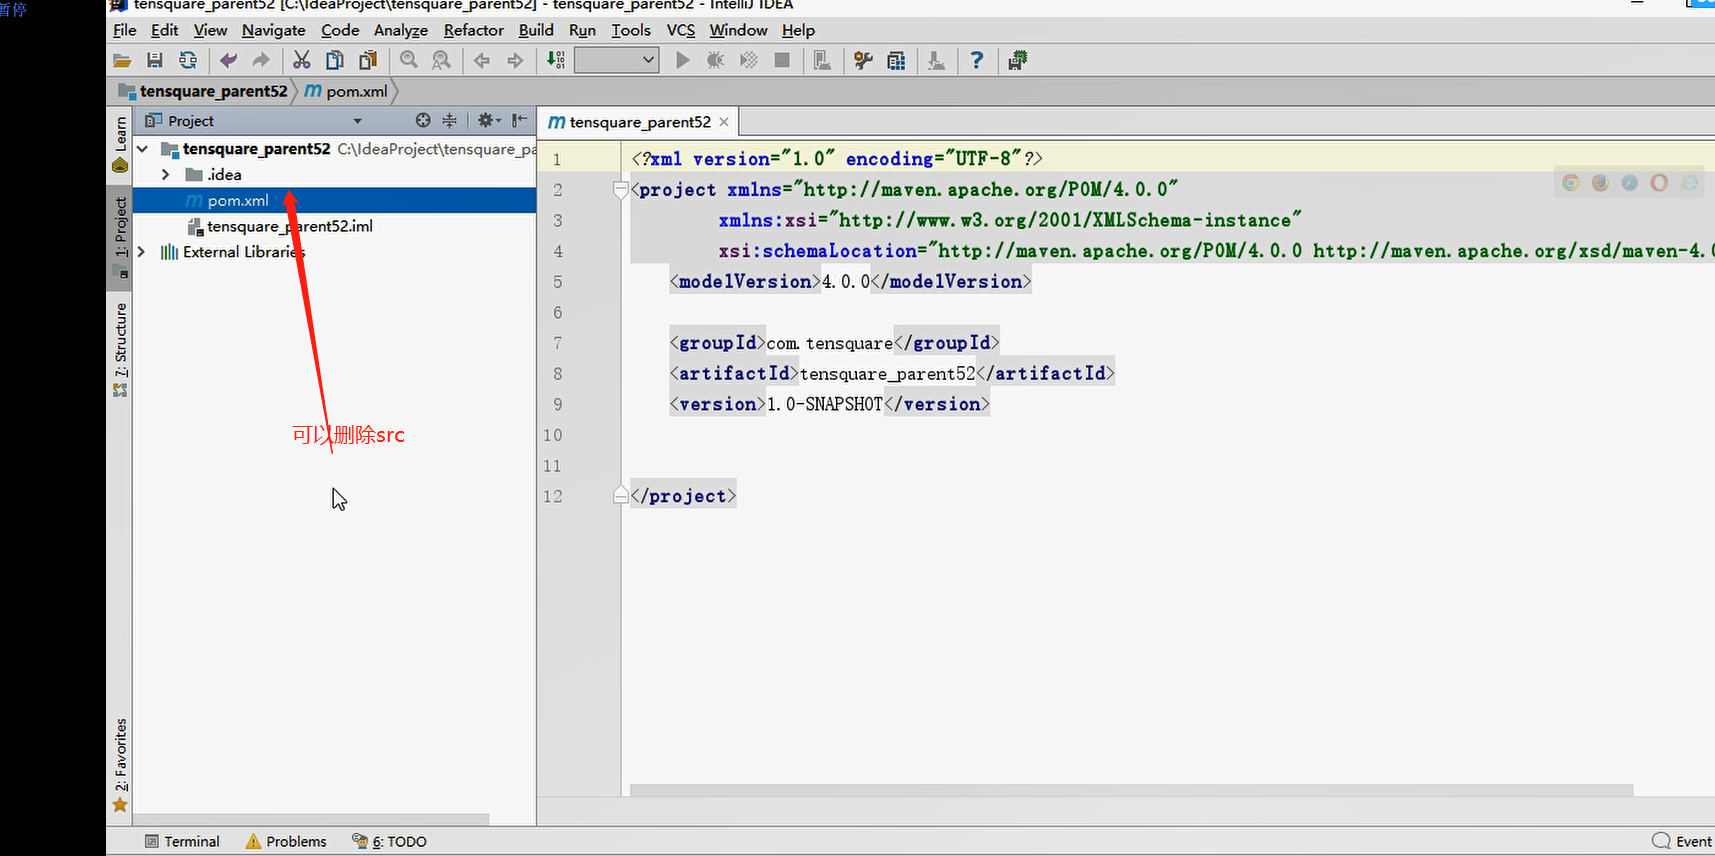 暂停
tensquare_parent52 [C:\IdeaProject\tensquare_parent52] - tensquare_parent52 - IntelliJ IDEA
File Edit View Navigate Code Analyze Refactor Build Run Tools VCS Window Help
tensquare_parent52 pom.xml
Project
tensquare_parent52 C:\IdeaProject\tensquare_pa
.idea
pom.xml
tensquare_parent52.iml
External Libraries
可以删除src
Learn
1: Project
7: Structure
2: Favorites
tensquare_parent52
1 <?xml version="1.0" encoding="UTF-8"?>
2 <project xmlns="http://maven.apache.org/POM/4.0.0"
3 xmlns:xsi="http://www.w3.org/2001/XMLSchema-instance"
4 xsi:schemaLocation="http://maven.apache.org/POM/4.0.0 http://maven.apache.org/xsd/maven-4.0
5 <modelVersion>4.0.0</modelVersion>
6
7 <groupId>com.tensquare</groupId>
8 <artifactId>tensquare_parent52</artifactId>
9 <version>1.0-SNAPSHOT</version>
10
11
12 </project>
Terminal Problems 6: TODO
Event